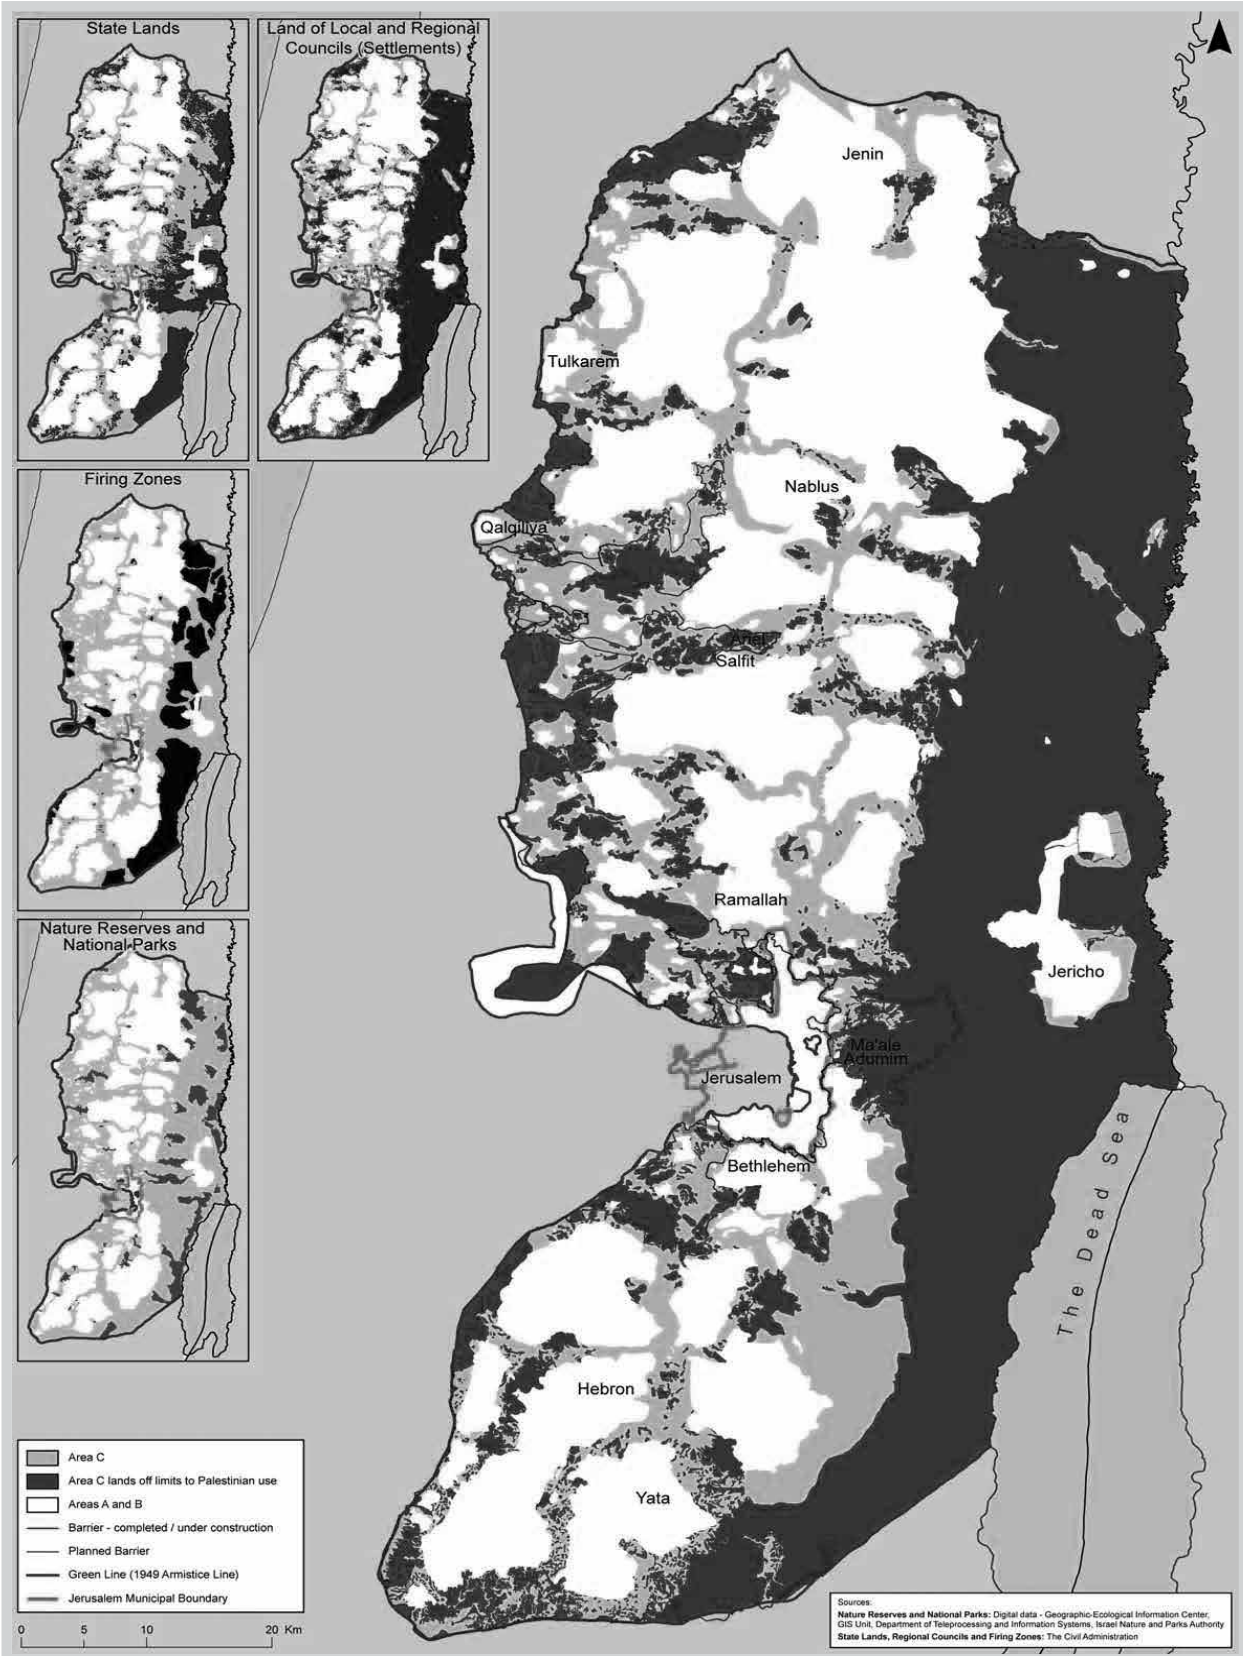 State Lands
Land of Local and Regional
Councils (Settlements)
Firing Zones
Nature Reserves and
National Parks
Jenin
Tulkarem
Nablus
Qalqiliya
Ariel
Salfit
Ramallah
Jericho
Ma'ale
Adumim
Jerusalem
Bethlehem
The Dead Sea
Hebron
Yata
Area C
Area C lands off limits to Palestinian use
Areas A and B
Barrier - completed / under construction
Planned Barrier
Green Line (1949 Armistice Line)
Jerusalem Municipal Boundary
0 5 10 20 Km
Sources:
Nature Reserves and National Parks: Digital data - Geographic-Ecological Information Center,
GIS Unit, Department of Teleprocessing and Information Systems, Israel Nature and Parks Authority
State Lands, Regional Councils and Firing Zones: The Civil Administration